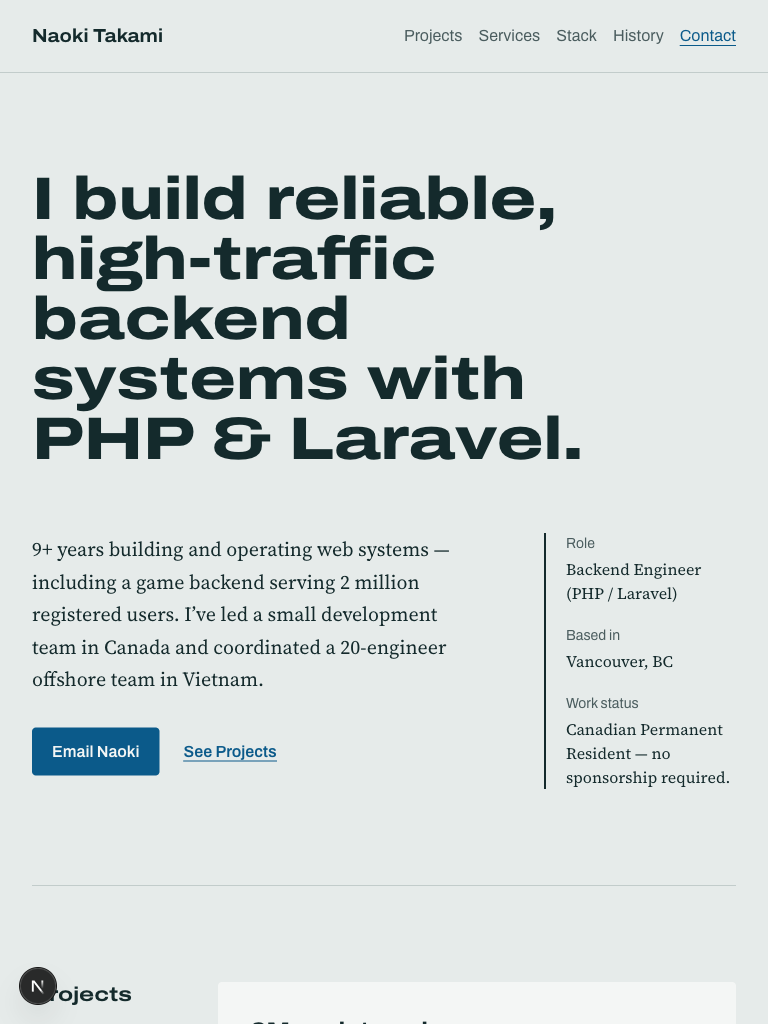 Naoki Takami
Projects Services Stack History Contact
I build reliable,
high-traffic
backend
systems with
PHP & Laravel.
9+ years building and operating web systems —
including a game backend serving 2 million
registered users. I’ve led a small development
team in Canada and coordinated a 20-engineer
offshore team in Vietnam.
Email Naoki
See Projects
Role
Backend Engineer
(PHP / Laravel)
Based in
Vancouver, BC
Work status
Canadian Permanent
Resident — no
sponsorship required.
N
rojects